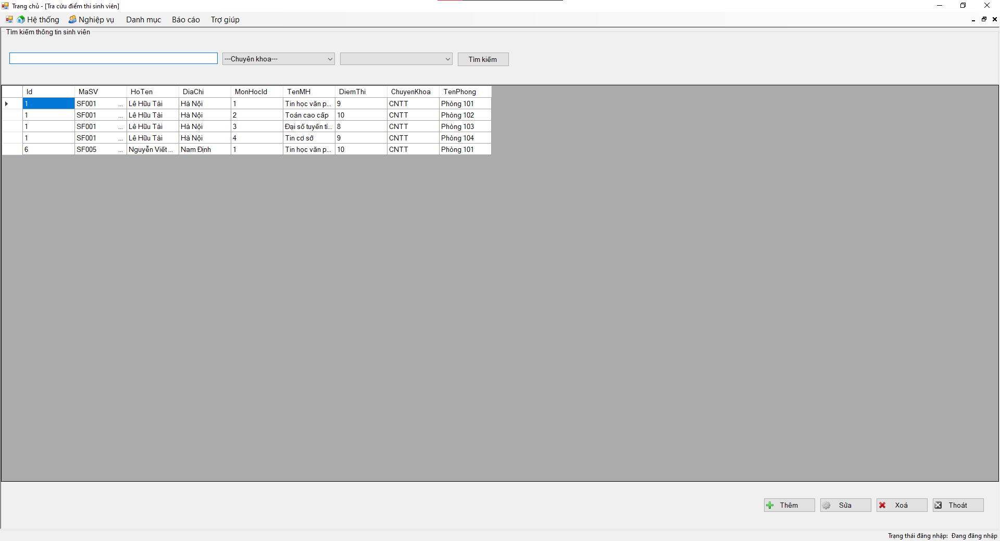 Trang chủ - [Tra cứu điểm thi sinh viên]
Hệ thống Nghiệp vụ Danh mục Báo cáo Trợ giúp
Tìm kiếm thông tin sinh viên
---Chuyên khoa--- Tìm kiếm
Id MaSV HoTen DiaChi MonHocId TenMH DiemThi ChuyenKhoa TenPhong
1 SF001 ... Lê Hữu Tài Hà Nội 1 Tin học văn p... 9 CNTT Phòng 101
1 SF001 ... Lê Hữu Tài Hà Nội 2 Toán cao cấp 10 CNTT Phòng 102
1 SF001 ... Lê Hữu Tài Hà Nội 3 Đại số tuyến tí... 8 CNTT Phòng 103
1 SF001 ... Lê Hữu Tài Hà Nội 4 Tin cơ sở 9 CNTT Phòng 104
6 SF005 ... Nguyễn Viết ... Nam Định 1 Tin học văn p... 10 CNTT Phòng 101
Thêm Sửa Xoá Thoát
Trạng thái đăng nhập: Đang đăng nhập